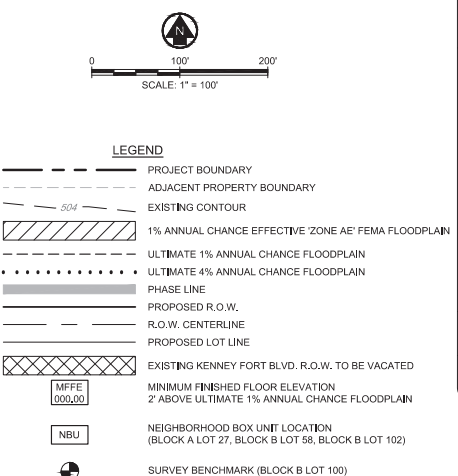 N
0 100' 200'
SCALE: 1" = 100'
LEGEND
PROJECT BOUNDARY
ADJACENT PROPERTY BOUNDARY
504 EXISTING CONTOUR
1% ANNUAL CHANCE EFFECTIVE 'ZONE AE' FEMA FLOODPLAIN
ULTIMATE 1% ANNUAL CHANCE FLOODPLAIN
ULTIMATE 4% ANNUAL CHANCE FLOODPLAIN
PHASE LINE
PROPOSED R.O.W.
R.O.W. CENTERLINE
PROPOSED LOT LINE
EXISTING KENNEY FORT BLVD. R.O.W. TO BE VACATED
MFFE MINIMUM FINISHED FLOOR ELEVATION
000.00 2' ABOVE ULTIMATE 1% ANNUAL CHANCE FLOODPLAIN
NBU NEIGHBORHOOD BOX UNIT LOCATION
(BLOCK A LOT 27, BLOCK B LOT 58, BLOCK B LOT 102)
SURVEY BENCHMARK (BLOCK B LOT 100)